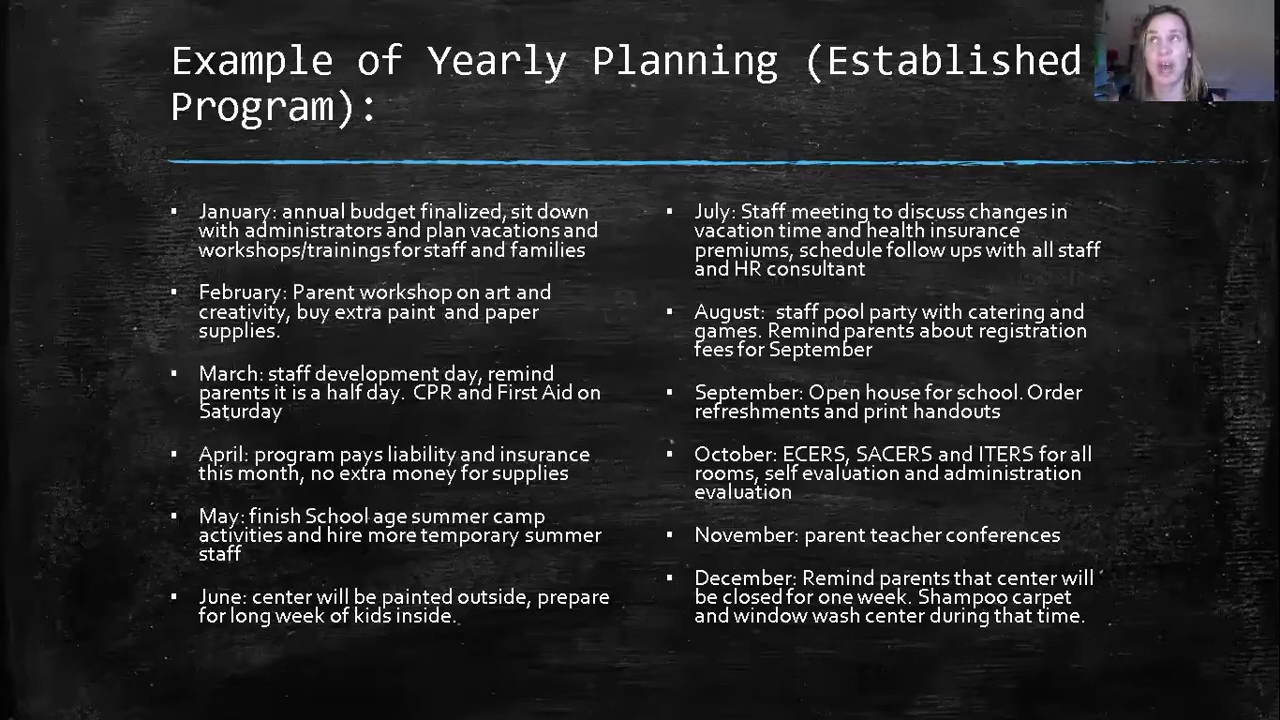 Example of Yearly Planning (Established
Program):
▪ January: annual budget finalized, sit down
with administrators and plan vacations and
workshops/trainings for staff and families
▪ February: Parent workshop on art and
creativity, buy extra paint  and paper
supplies.
▪ March: staff development day, remind
parents it is a half day.  CPR and First Aid on
Saturday
▪ April: program pays liability and insurance
this month, no extra money for supplies
▪ May: finish School age summer camp
activities and hire more temporary summer
staff
▪ June: center will be painted outside, prepare
for long week of kids inside.
▪ July: Staff meeting to discuss changes in
vacation time and health insurance
premiums, schedule follow ups with all staff
and HR consultant
▪ August:  staff pool party with catering and
games. Remind parents about registration
fees for September
▪ September: Open house for school. Order
refreshments and print handouts
▪ October: ECERS, SACERS and ITERS for all
rooms, self evaluation and administration
evaluation
▪ November: parent teacher conferences
▪ December: Remind parents that center will
be closed for one week.  Shampoo carpet
and window wash center during that time.